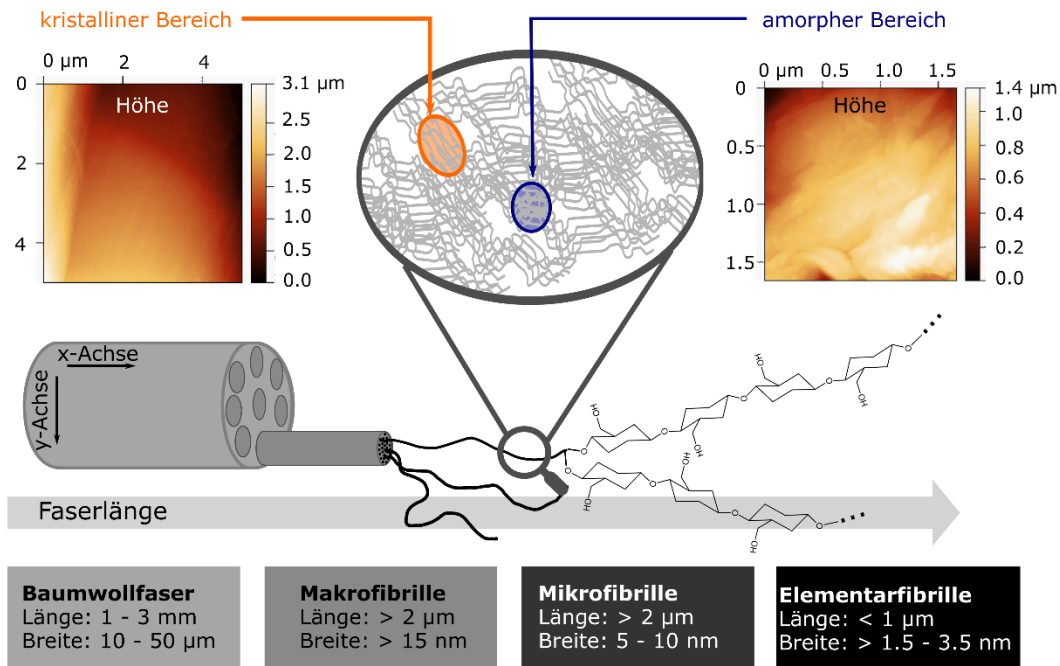 kristalliner Bereich
amorpher Bereich
0 µm 2 4
0
2
4
Höhe
3.1 µm
2.5
2.0
1.5
1.0
0.5
0.0
0 µm 0.5 1.0 1.5
0
0.5
1.0
1.5
Höhe
1.4 µm
1.0
0.8
0.6
0.4
0.2
0.0
x-Achse
y-Achse
HO
O
O
O
O
OH
HO
OH
O
O
O
O
HO
HO
HO
Faserlänge
Baumwollfaser
Länge: 1 - 3 mm
Breite: 10 - 50 µm
Makrofibrille
Länge: > 2 µm
Breite: > 15 nm
Mikrofibrille
Länge: > 2 µm
Breite: 5 - 10 nm
Elementarfibrille
Länge: < 1 µm
Breite: > 1.5 - 3.5 nm